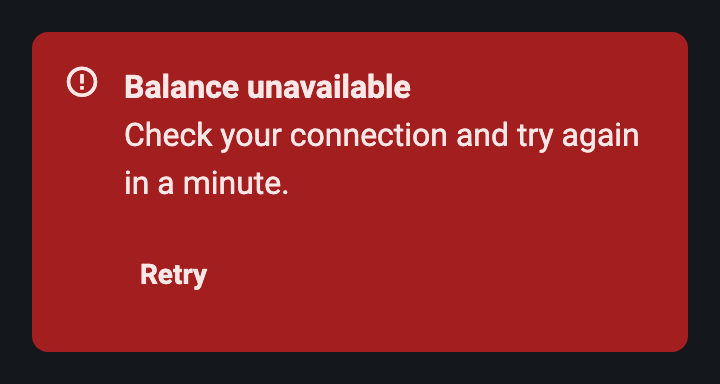 Balance unavailable
Check your connection and try again
in a minute.
Retry